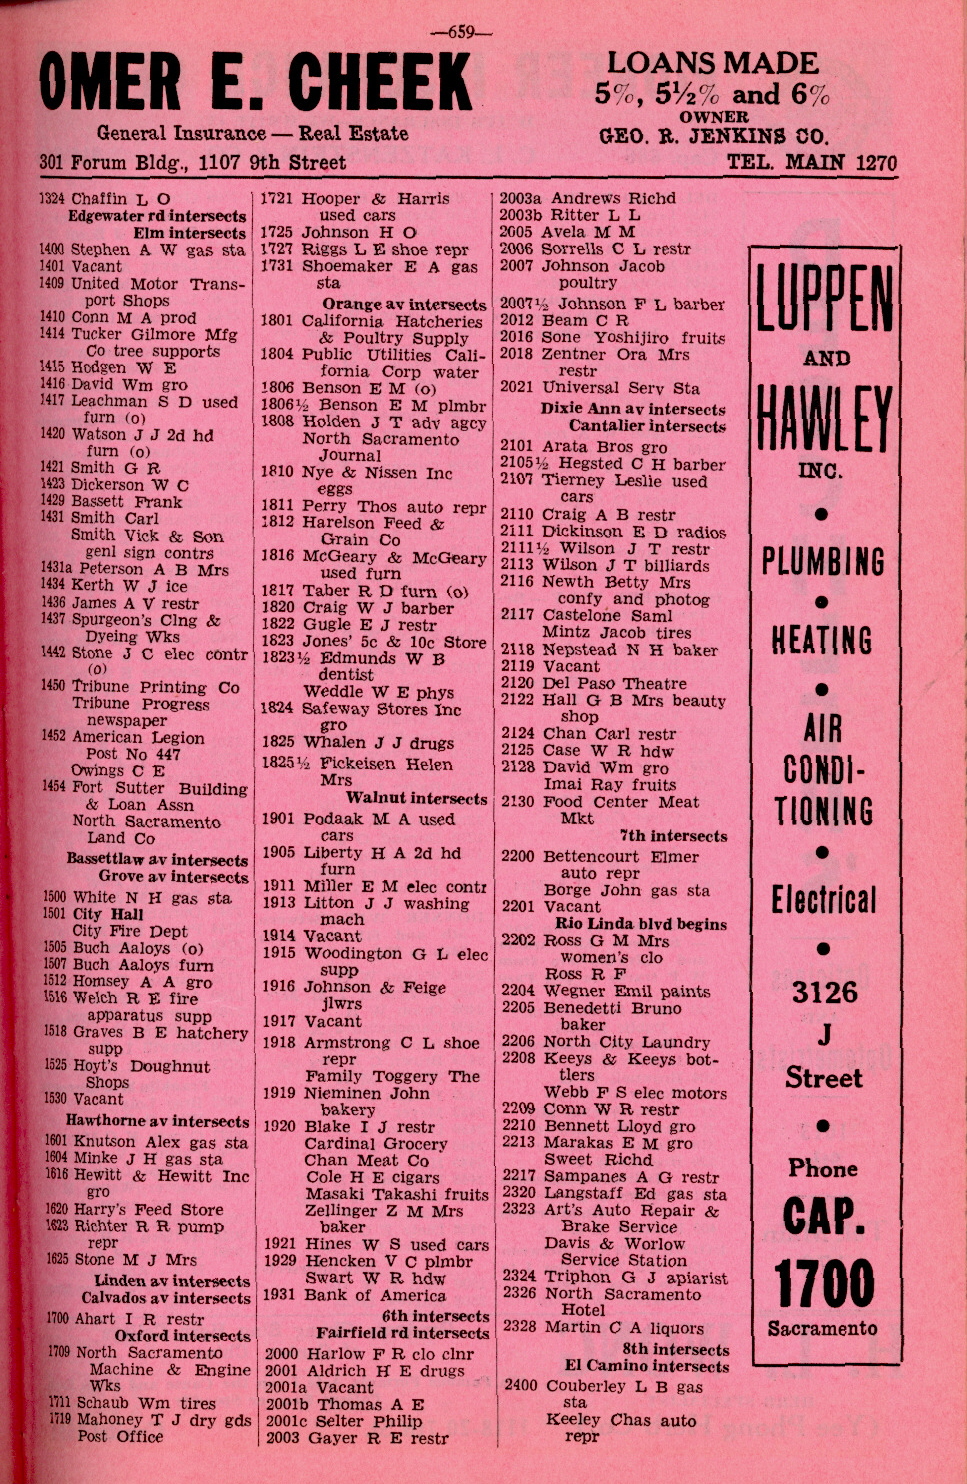 —659—
OMER E. CHEEK
General Insurance — Real Estate
301 Forum Bldg., 1107 9th Street
LOANS MADE
5%, 5½% and 6%
OWNER
GEO. R. JENKINS CO.
TEL. MAIN 1270
1324 Chaffin L O
Edgewater rd intersects
Elm intersects
1400 Stephen A W gas sta
1401 Vacant
1409 United Motor Trans-
port Shops
1410 Conn M A prod
1414 Tucker Gilmore Mfg
Co tree supports
1415 Hodgen W E
1416 David Wm gro
1417 Leachman S D used
furn (o)
1420 Watson J J 2d hd
furn (o)
1421 Smith G R
1423 Dickerson W C
1429 Bassett Frank
1431 Smith Carl
Smith Vick & Son
genl sign contrs
1431a Peterson A B Mrs
1434 Kerth W J ice
1436 James A V restr
1437 Spurgeon's Clng &
Dyeing Wks
1442 Stone J C elec contr
(o)
1450 Tribune Printing Co
Tribune Progress
newspaper
1452 American Legion
Post No 447
Owings C E
1454 Fort Sutter Building
& Loan Assn
North Sacramento
Land Co
Bassettlaw av intersects
Grove av intersects
1500 White N H gas sta
1501 City Hall
City Fire Dept
1505 Buch Aaloys (o)
1507 Buch Aaloys furn
1512 Homsey A A gro
1516 Welch R E fire
apparatus supp
1518 Graves B E hatchery
supp
1525 Hoyt's Doughnut
Shops
1530 Vacant
Hawthorne av intersects
1601 Knutson Alex gas sta
1604 Minke J H gas sta
1616 Hewitt & Hewitt Inc
gro
1620 Harry's Feed Store
1623 Richter R R pump
repr
1625 Stone M J Mrs
Linden av intersects
Calvados av intersects
1700 Ahart I R restr
Oxford intersects
1709 North Sacramento
Machine & Engine
Wks
1711 Schaub Wm tires
1719 Mahoney T J dry gds
Post Office
1721 Hooper & Harris
used cars
1725 Johnson H O
1727 Riggs L E shoe repr
1731 Shoemaker E A gas
sta
Orange av intersects
1801 California Hatcheries
& Poultry Supply
1804 Public Utilities Cali-
fornia Corp water
1806 Benson E M (o)
1806½ Benson E M plmbr
1808 Holden J T adv agcy
North Sacramento
Journal
1810 Nye & Nissen Inc
eggs
1811 Perry Thos auto repr
1812 Harelson Feed &
Grain Co
1816 McGeary & McGeary
used furn
1817 Taber R D furn (o)
1820 Craig W J barber
1822 Gugle E J restr
1823 Jones' 5c & 10c Store
1823½ Edmunds W B
dentist
Weddle W E phys
1824 Safeway Stores Inc
gro
1825 Whalen J J drugs
1825½ Fickeisen Helen
Mrs
Walnut intersects
1901 Podaak M A used
cars
1905 Liberty H A 2d hd
furn
1911 Miller E M elec contr
1913 Litton J J washing
mach
1914 Vacant
1915 Woodington G L elec
supp
1916 Johnson & Feige
jlwrs
1917 Vacant
1918 Armstrong C L shoe
repr
Family Toggery The
1919 Nieminen John
bakery
1920 Blake I J restr
Cardinal Grocery
Chan Meat Co
Cole H E cigars
Masaki Takashi fruits
Zellinger Z M Mrs
baker
1921 Hines W S used cars
1929 Hencken V C plmbr
Swart W R hdw
1931 Bank of America
6th intersects
Fairfield rd intersects
2000 Harlow F R clo clnr
2001 Aldrich H E drugs
2001a Vacant
2001b Thomas A E
2001c Selter Philip
2003 Gayer R E restr
2003a Andrews Richd
2003b Ritter L L
2005 Avela M M
2006 Sorrells C L restr
2007 Johnson Jacob
poultry
2007½ Johnson F L barber
2012 Beam C R
2016 Sone Yoshijiro fruits
2018 Zentner Ora Mrs
restr
2021 Universal Serv Sta
Dixie Ann av intersects
Cantalier intersects
2101 Arata Bros gro
2105½ Hegsted C H barber
2107 Tierney Leslie used
cars
2110 Craig A B restr
2111 Dickinson E D radios
2111½ Wilson J T restr
2113 Wilson J T billiards
2116 Newth Betty Mrs
confy and photog
2117 Castelone Saml
Mintz Jacob tires
2118 Nepstead N H baker
2119 Vacant
2120 Del Paso Theatre
2122 Hall G B Mrs beauty
shop
2124 Chan Carl restr
2125 Case W R hdw
2128 David Wm gro
Imai Ray fruits
2130 Food Center Meat
Mkt
7th intersects
2200 Bettencourt Elmer
auto repr
Borge John gas sta
2201 Vacant
Rio Linda blvd begins
2202 Ross G M Mrs
women's clo
Ross R F
2204 Wegner Emil paints
2205 Benedetti Bruno
baker
2206 North City Laundry
2208 Keeys & Keeys bot-
tlers
Webb F S elec motors
2209 Conn W R restr
2210 Bennett Lloyd gro
2213 Marakas E M gro
Sweet Richd
2217 Sampanes A G restr
2320 Langstaff Ed gas sta
2323 Art's Auto Repair &
Brake Service
Davis & Worlow
Service Station
2324 Triphon G J apiarist
2326 North Sacramento
Hotel
2328 Martin C A liquors
8th intersects
El Camino intersects
2400 Couberley L B gas
sta
Keeley Chas auto
repr
LUPPEN
AND
HAWLEY
INC.
•
PLUMBING
•
HEATING
•
AIR
CONDI-
TIONING
•
Electrical
•
3126
J
Street
•
Phone
CAP.
1700
Sacramento